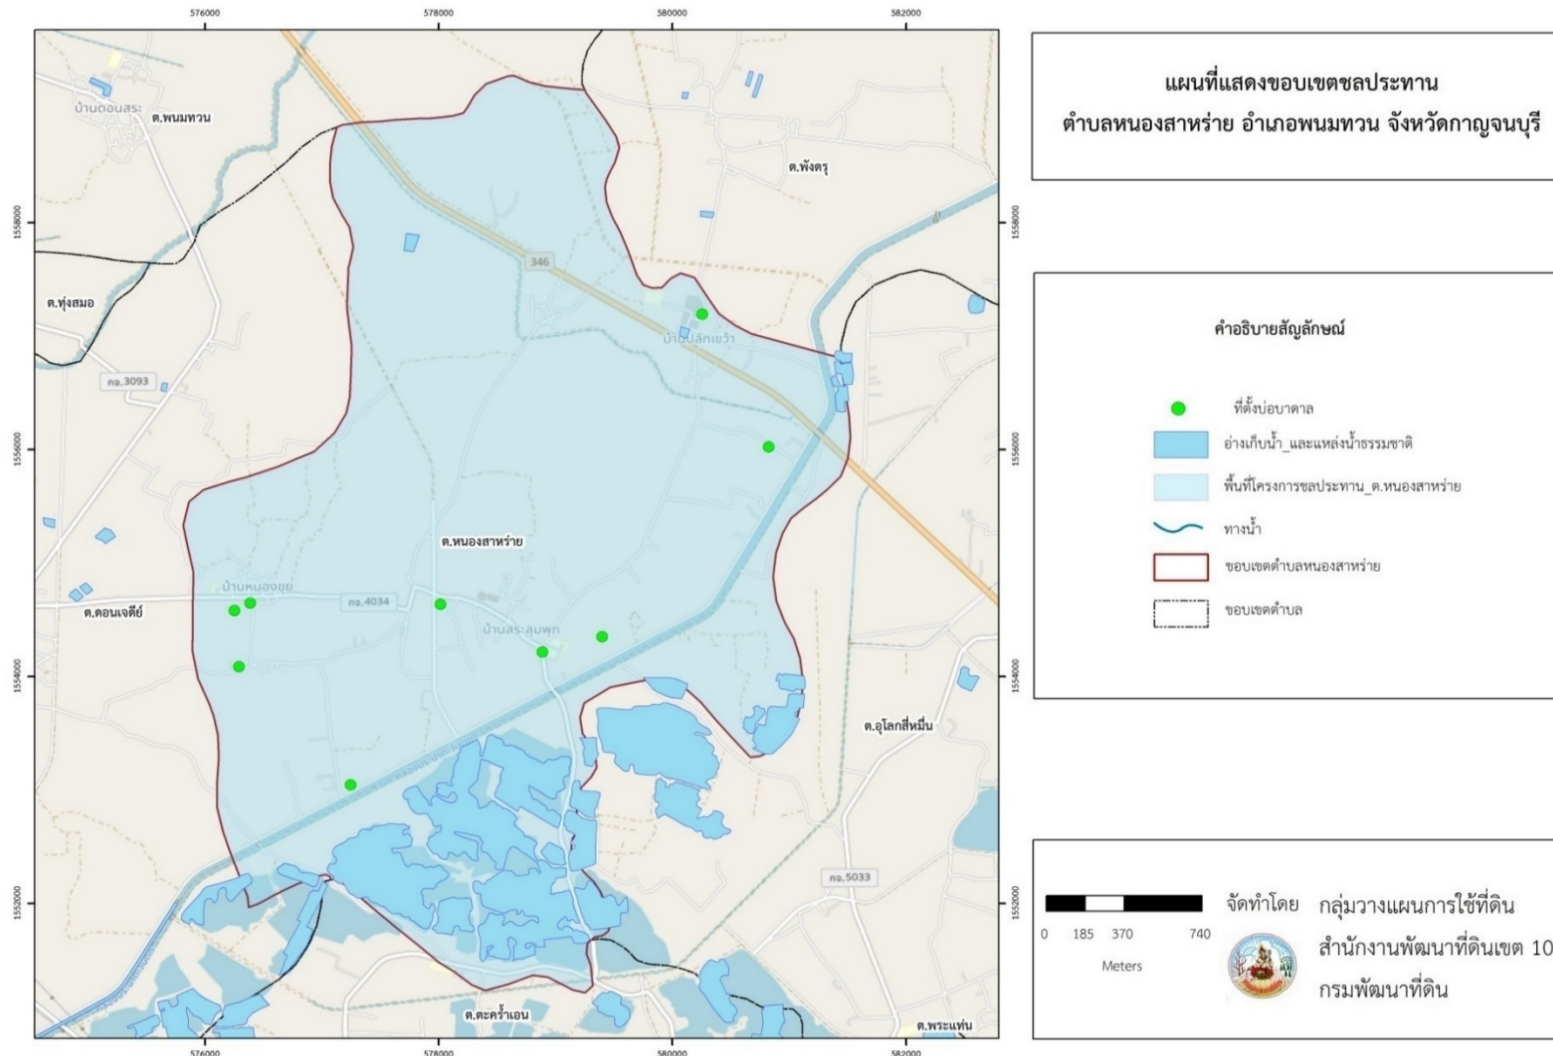 576000
578000
580000
582000
แผนที่แสดงขอบเขตชลประทาน
ตำบลหนองสาหร่าย อำเภอพนมทวน จังหวัดกาญจนบุรี
บ้านดอนสระ
ต.พนมทวน
ต.พังตรุ
1558000
1558000
346
ต.ทุ่งสมอ
บ้านปลักเขว้า
กจ.3093
1556000
1556000
คำอธิบายสัญลักษณ์
ที่ตั้งบ่อบาดาล
อ่างเก็บน้ำ_และแหล่งน้ำธรรมชาติ
พื้นที่โครงการชลประทาน_ต.หนองสาหร่าย
ทางน้ำ
ขอบเขตตำบลหนองสาหร่าย
ขอบเขตตำบล
ต.หนองสาหร่าย
บ้านหนองขุย
กจ.4034
ต.ดอนเจดีย์
บ้านสระลุมพุก
1554000
1554000
ต.อุโลกสี่หมื่น
กจ.5033
1552000
1552000
ต.ตะคร้ำเอน
ต.พระแท่น
0 185 370 740
Meters
จัดทำโดย กลุ่มวางแผนการใช้ที่ดิน
สำนักงานพัฒนาที่ดินเขต 10
กรมพัฒนาที่ดิน
576000
578000
580000
582000